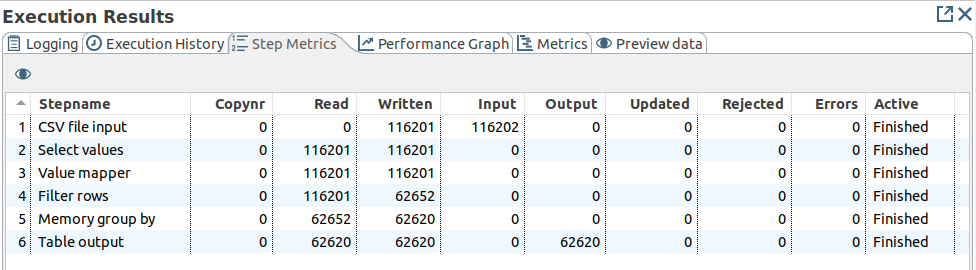 Execution Results
Logging Execution History Step Metrics Performance Graph Metrics Preview data
Stepname Copynr Read Written Input Output Updated Rejected Errors Active
1 CSV file input 0 0 116201 116202 0 0 0 0 Finished
2 Select values 0 116201 116201 0 0 0 0 0 Finished
3 Value mapper 0 116201 116201 0 0 0 0 0 Finished
4 Filter rows 0 116201 62652 0 0 0 0 0 Finished
5 Memory group by 0 62652 62620 0 0 0 0 0 Finished
6 Table output 0 62620 62620 0 62620 0 0 0 Finished